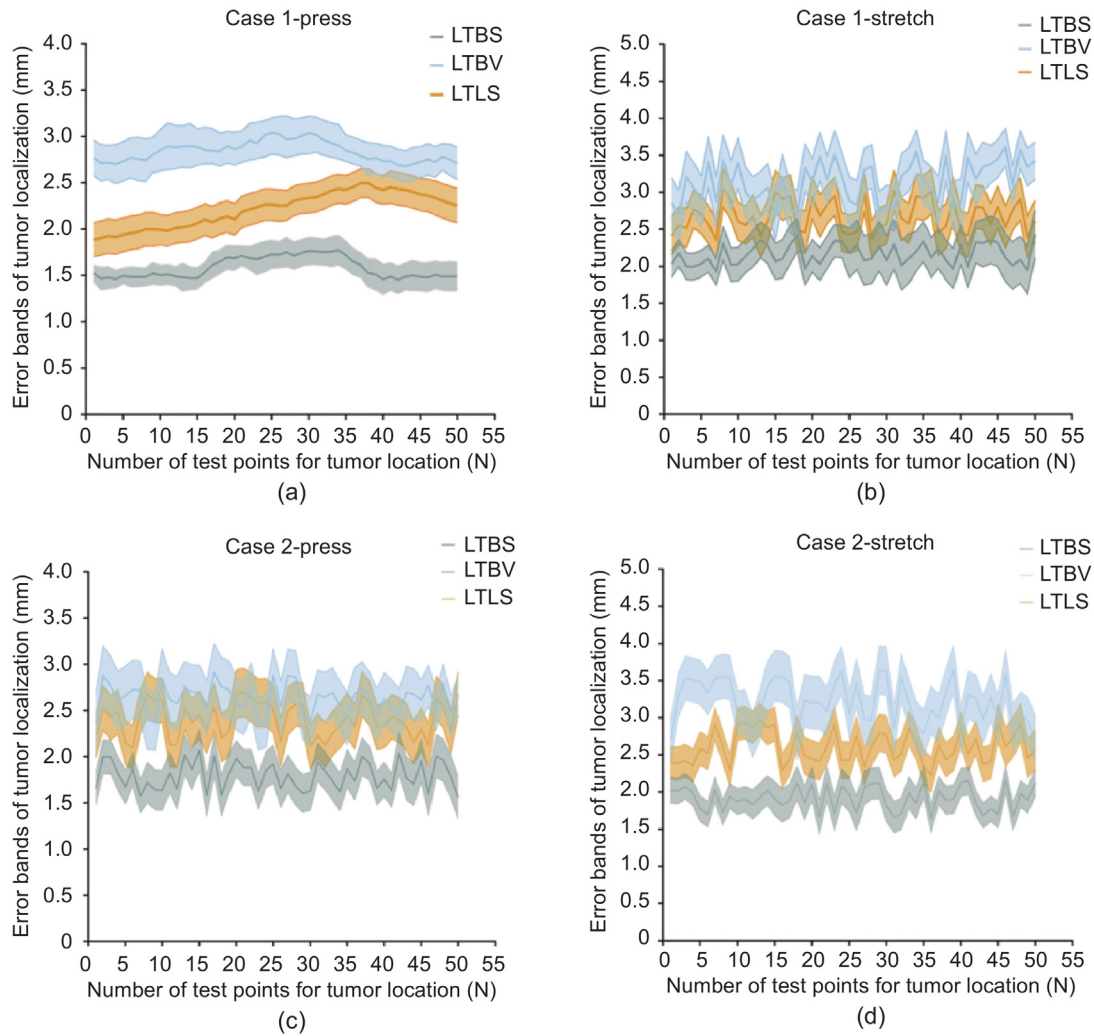 Case 1-press
LTBS
LTBV
LTLS
Error bands of tumor localization (mm)
4.0
3.5
3.0
2.5
2.0
1.5
1.0
0.5
0
0 5 10 15 20 25 30 35 40 45 50 55
Number of test points for tumor location (N)
(a)
Case 1-stretch
LTBS
LTBV
LTLS
Error bands of tumor localization (mm)
5.0
4.5
4.0
3.5
3.0
2.5
2.0
1.5
1.0
0.5
0
0 5 10 15 20 25 30 35 40 45 50 55
Number of test points for tumor location (N)
(b)
Case 2-press
LTBS
LTBV
LTLS
Error bands of tumor localization (mm)
4.0
3.5
3.0
2.5
2.0
1.5
1.0
0.5
0
0 5 10 15 20 25 30 35 40 45 50 55
Number of test points for tumor location (N)
(c)
Case 2-stretch
LTBS
LTBV
LTLS
Error bands of tumor localization (mm)
5.0
4.5
4.0
3.5
3.0
2.5
2.0
1.5
1.0
0.5
0
0 5 10 15 20 25 30 35 40 45 50 55
Number of test points for tumor location (N)
(d)